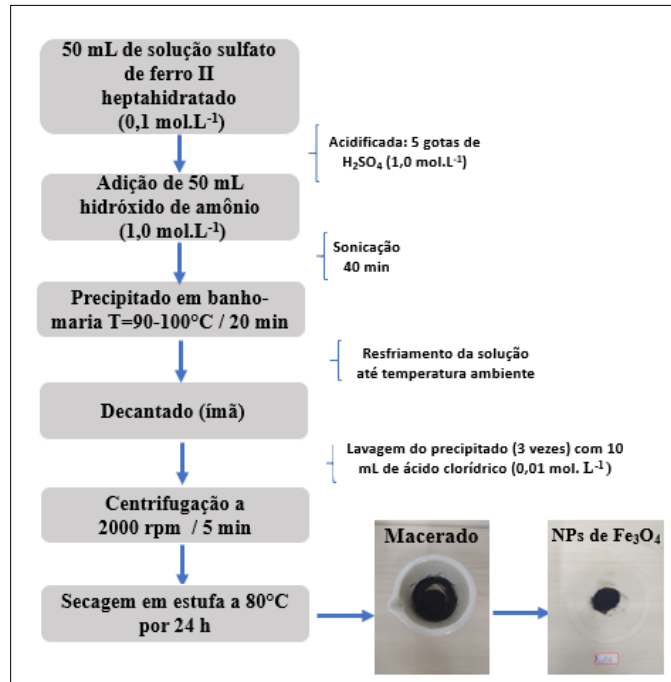 50 mL de solução sulfato
de ferro II
heptahidratado
(0,1 mol.L⁻¹)
Acidificada: 5 gotas de
H₂SO₄ (1,0 mol.L⁻¹)
Adição de 50 mL
hidróxido de amônio
(1,0 mol.L⁻¹)
Sonicação
40 min
Precipitado em banho-
maria T=90-100°C / 20 min
Resfriamento da solução
até temperatura ambiente
Decantado (ímã)
Lavagem do precipitado (3 vezes) com 10
mL de ácido clorídrico (0,01 mol. L⁻¹)
Centrifugação a
2000 rpm / 5 min
Secagem em estufa a 80°C
por 24 h
Macerado
NPs de Fe₃O₄